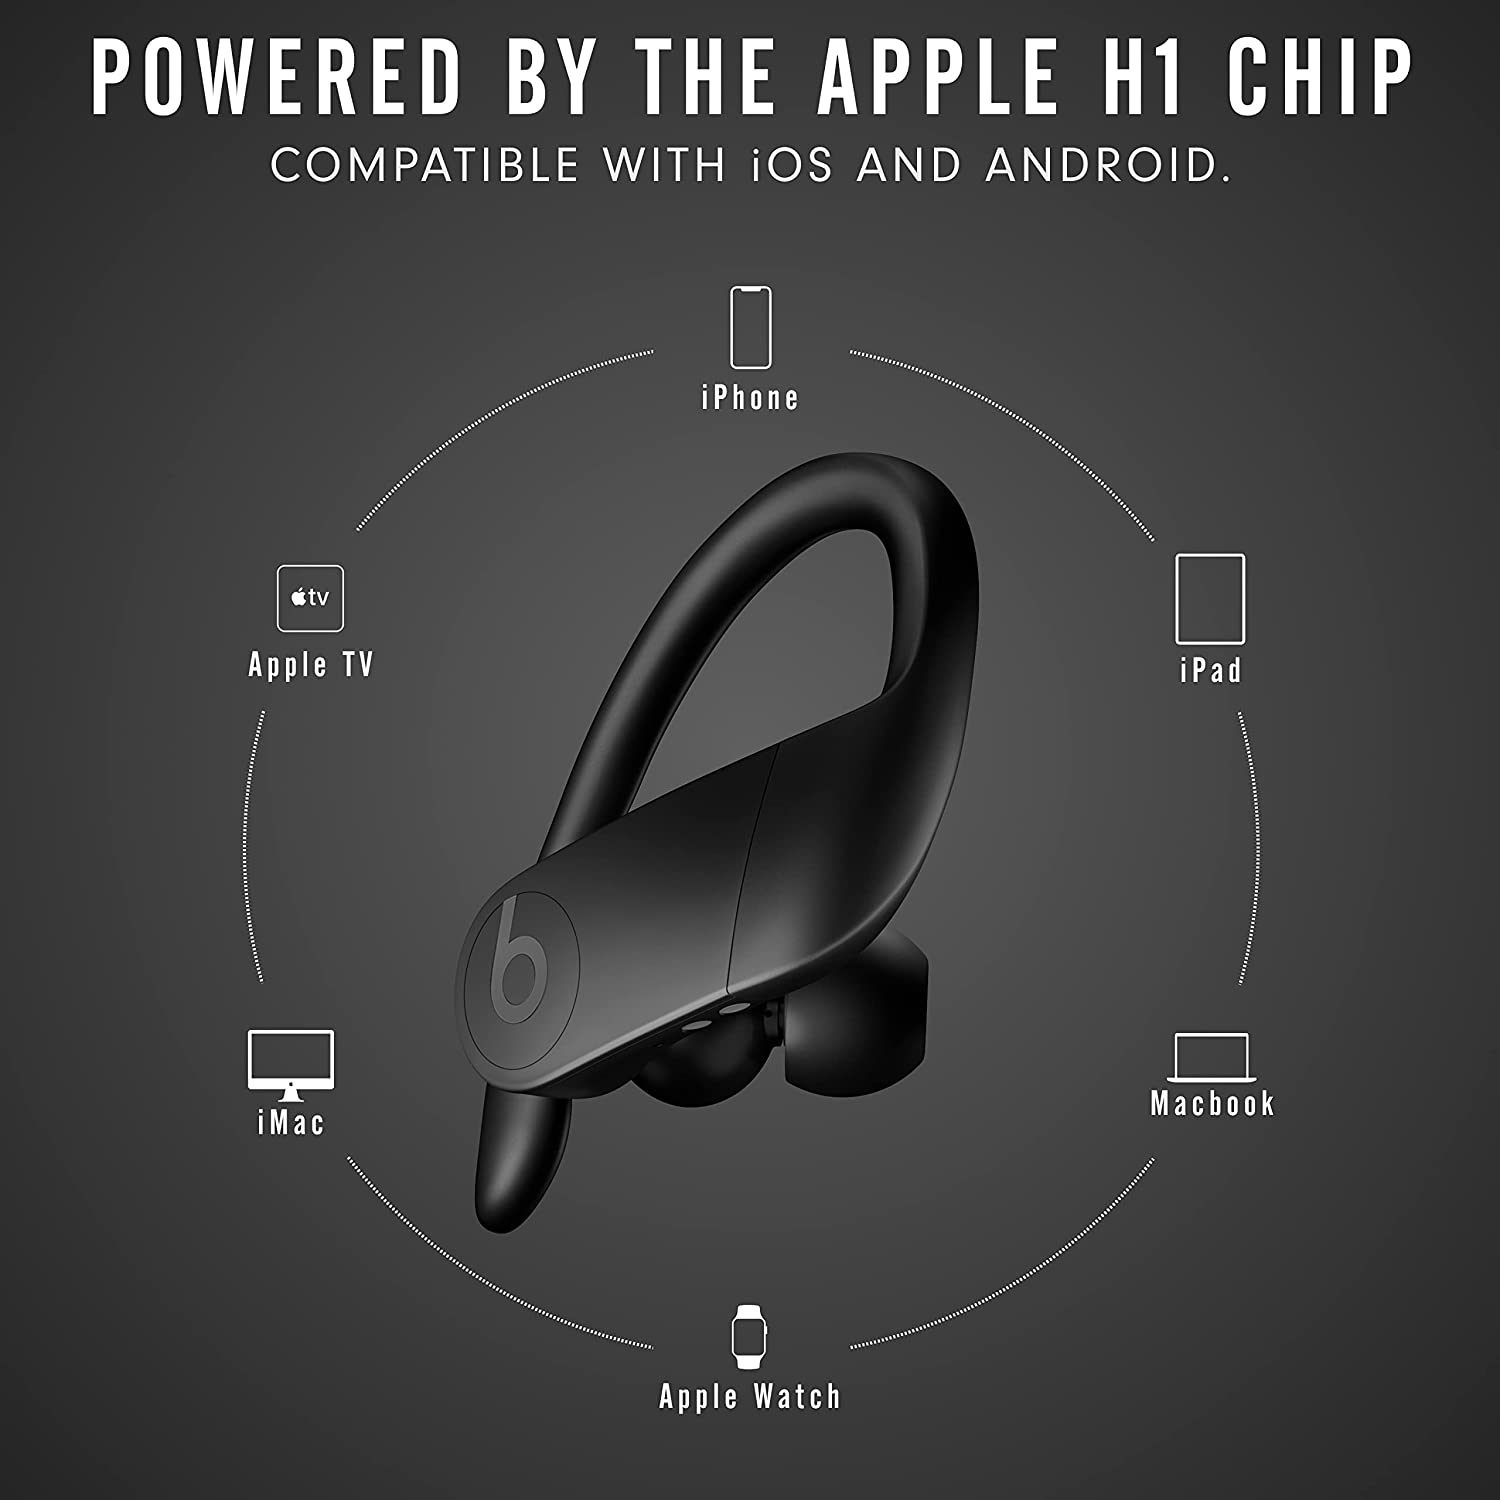 POWERED BY THE APPLE H1 CHIP
COMPATIBLE WITH iOS AND ANDROID.
iPhone
tv
Apple TV
iPad
b
iMac
Macbook
Apple Watch